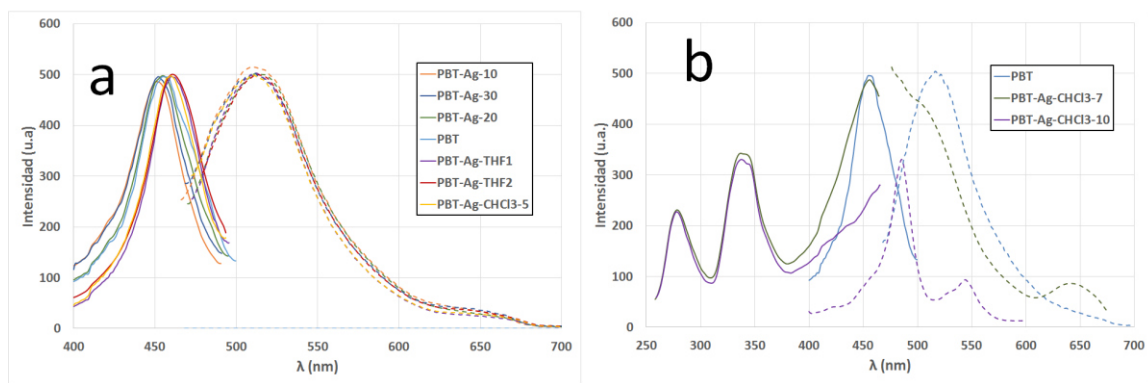 a
Intensidad (u.a)
600
500
400
300
200
100
0
400
450
500
550
600
650
700
λ (nm)
PBT-Ag-10
PBT-Ag-30
PBT-Ag-20
PBT
PBT-Ag-THF1
PBT-Ag-THF2
PBT-Ag-CHCl3-5
b
Intensidad (u.a.)
600
500
400
300
200
100
0
250
300
350
400
450
500
550
600
650
700
λ (nm)
PBT
PBT-Ag-CHCl3-7
PBT-Ag-CHCl3-10